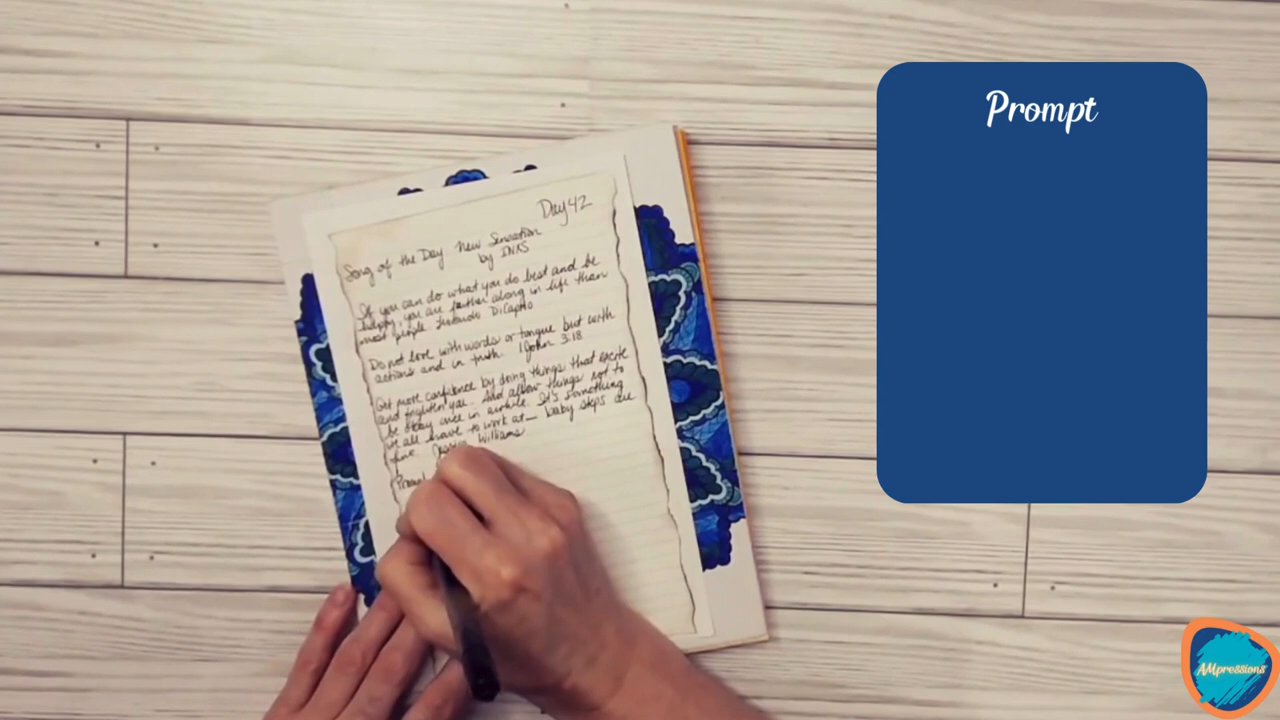 Day 42
Song of the Day New Sensation
by INXS
If you can do what you do best and be
happy, you are further along in life than
most people Leonardo DiCaprio
Do not love with words or tongue but with
actions and in truth. 1 John 3:18
Get more confidence by doing things that excite
and frighten you. And allow things not to
be okay once in awhile. It's something
we all have to work at— baby steps are
fine. Jessica Williams
Prompt
Prompt
AMpressions